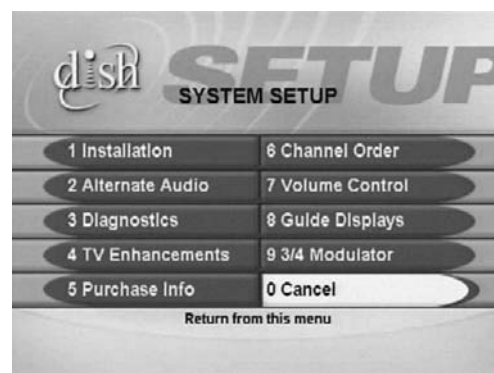 dish
SETUP
SYSTEM SETUP
1 Installation
2 Alternate Audio
3 Diagnostics
4 TV Enhancements
5 Purchase Info
6 Channel Order
7 Volume Control
8 Guide Displays
9 3/4 Modulator
0 Cancel
Return from this menu